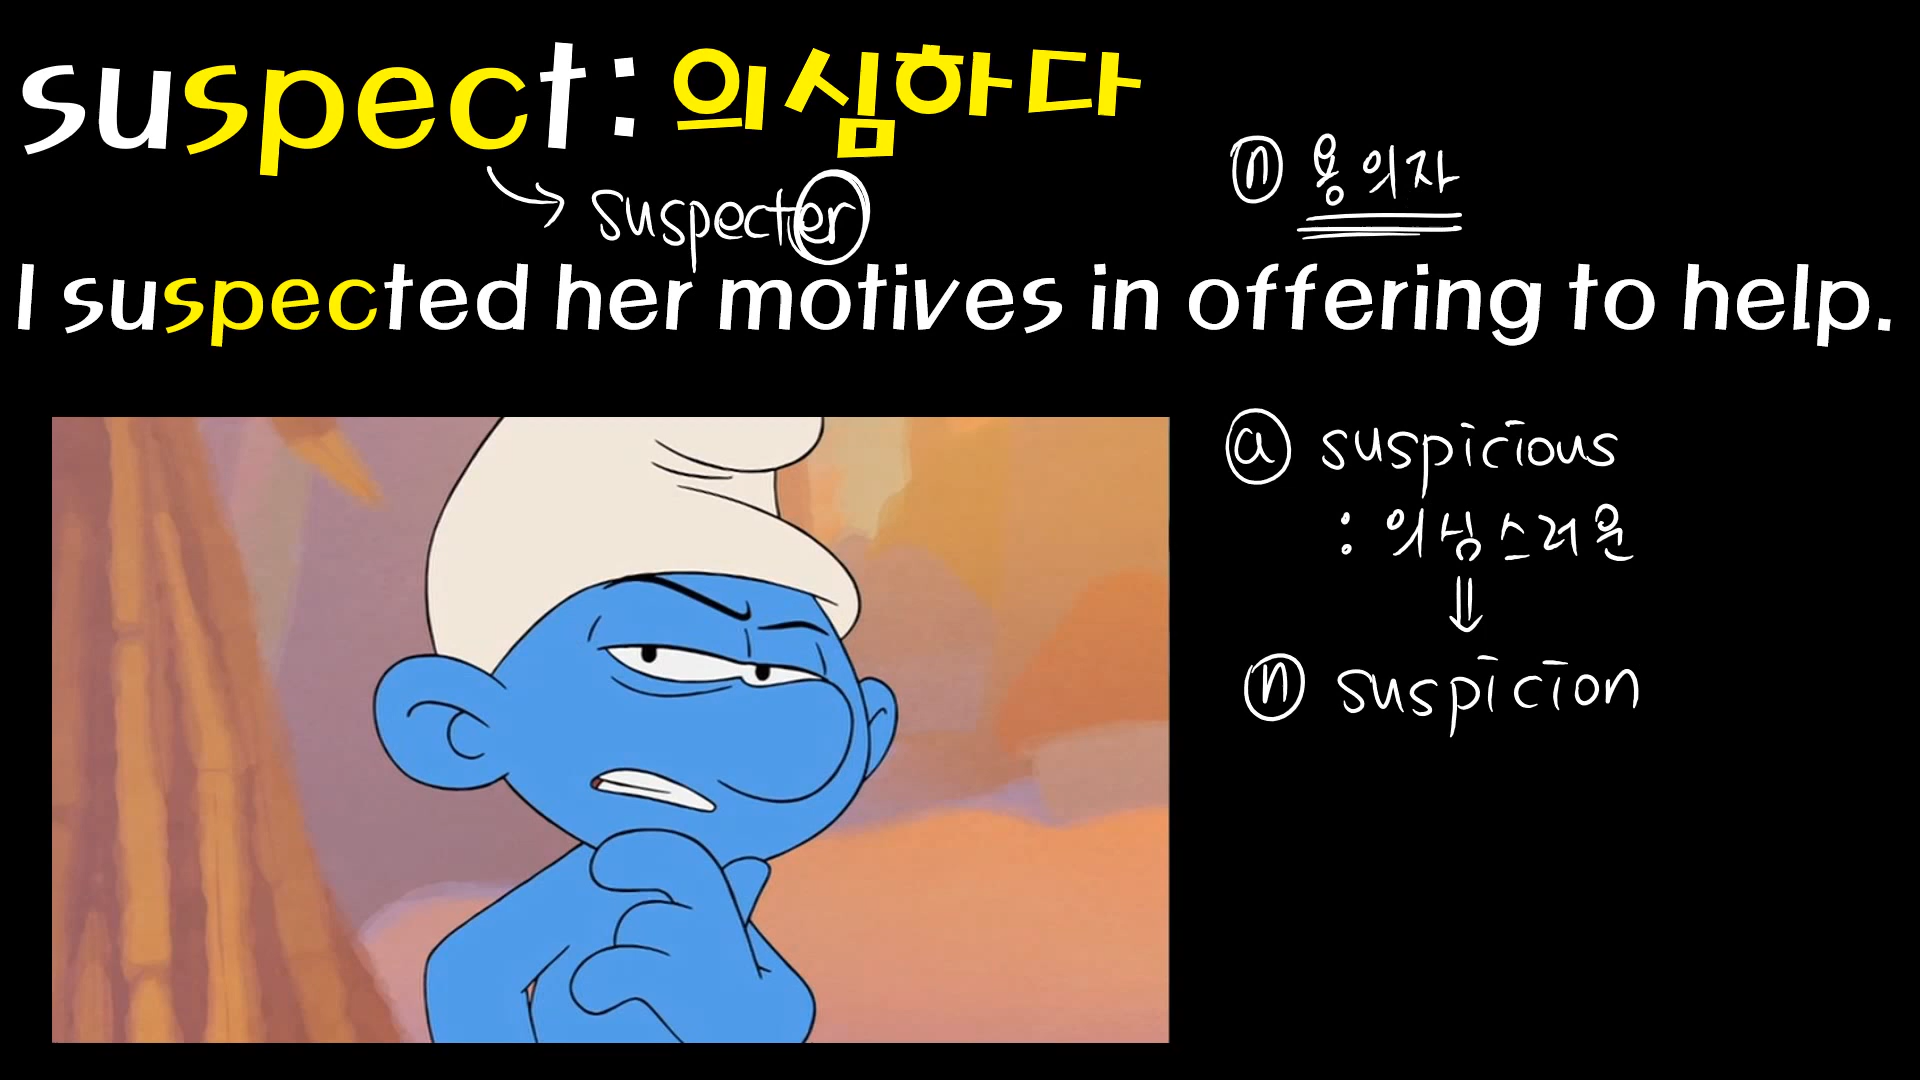 suspect : 의심하다
ⓝ 용의자
suspecter
I suspected her motives in offering to help.
ⓐ suspicious
: 의심스러운
ⓝ suspicion